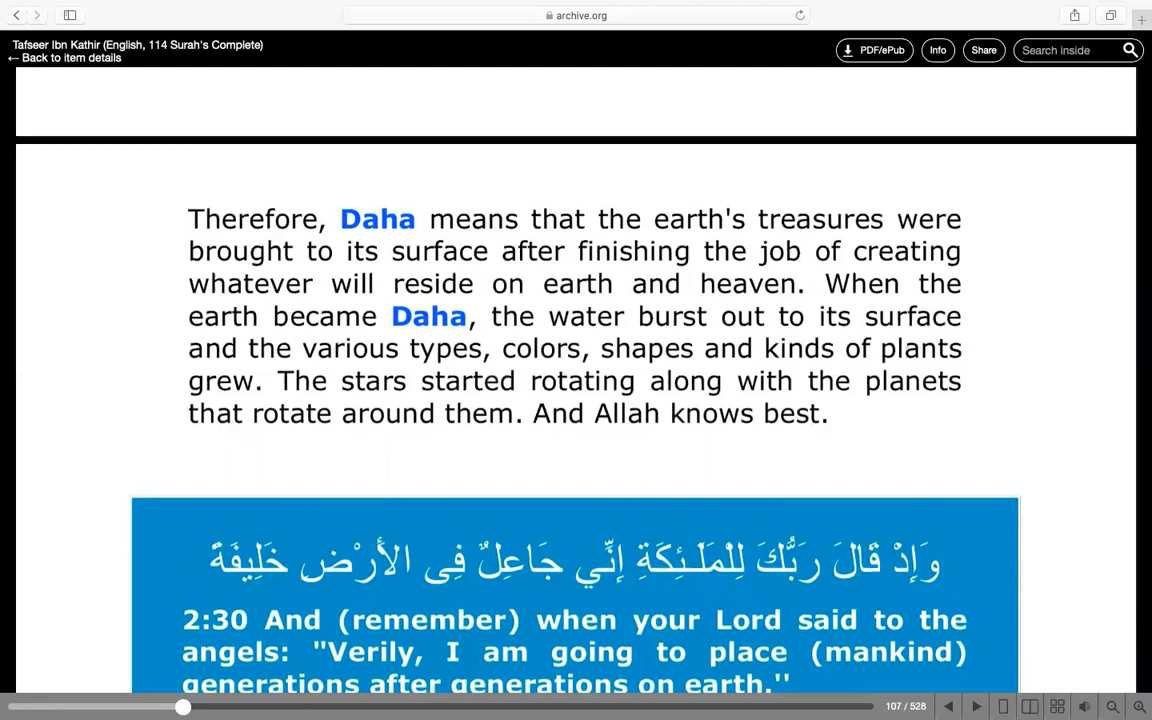 archive.org
Tafseer Ibn Kathir (English, 114 Surah's Complete)
← Back to item details
PDF/ePub
Info
Share
Search inside
Therefore, Daha means that the earth's treasures were
brought to its surface after finishing the job of creating
whatever will reside on earth and heaven. When the
earth became Daha, the water burst out to its surface
and the various types, colors, shapes and kinds of plants
grew. The stars started rotating along with the planets
that rotate around them. And Allah knows best.
وَإِذْ قَالَ رَبُّكَ لِلْمَلَـئِكَةِ إِنِّي جَاعِلٌ فِى الأَرْضِ خَلِيفَةً
2:30 And (remember) when your Lord said to the
angels: "Verily, I am going to place (mankind)
generations after generations on earth.''
107 / 528